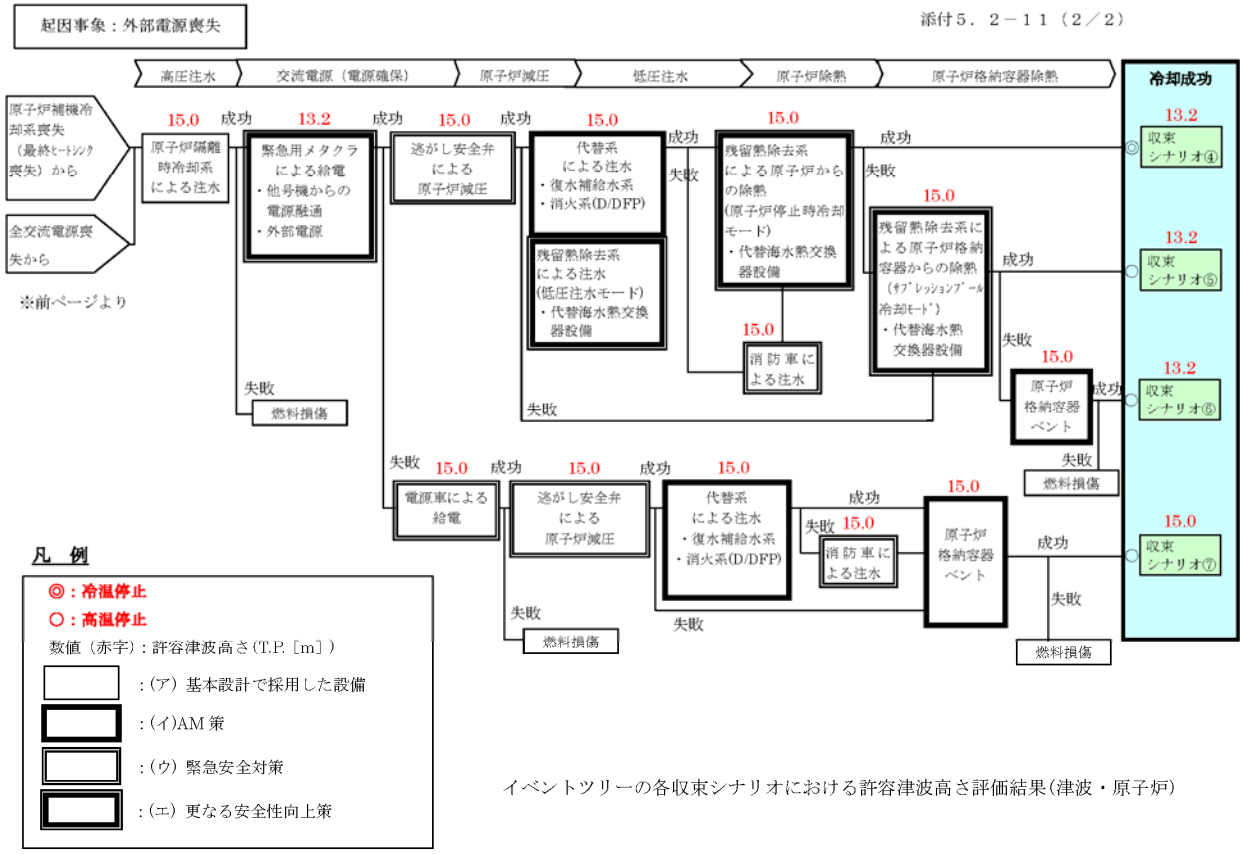 起因事象：外部電源喪失
添付５．２－１１（２／２）
高圧注水
交流電源（電源確保）
原子炉減圧
低圧注水
原子炉除熱
原子炉格納容器除熱
冷却成功
原子炉補機冷
却系喪失
（最終ﾋｰﾄｼﾝｸ
喪失）から
全交流電源喪
失から
※前ページより
15.0
原子炉隔離
時冷却系
による注水
成功
失敗
燃料損傷
13.2
緊急用メタクラ
による給電
・他号機からの
電源融通
・外部電源
成功
失敗
15.0
逃がし安全弁
による
原子炉減圧
成功
失敗
15.0
代替系
による注水
・復水補給水系
・消火系(D/DFP)
残留熱除去系
による注水
(低圧注水モード)
・代替海水熱交換
器設備
成功
失敗
15.0
残留熱除去系
による原子炉から
の除熱
(原子炉停止時冷却
モード)
・代替海水熱交換
器設備
15.0
消防車に
よる注水
成功
失敗
15.0
残留熱除去系に
よる原子炉格納
容器からの除熱
（ｻﾌﾟﾚｯｼｮﾝﾌﾟｰﾙ
冷却ﾓｰﾄﾞ）
・代替海水熱
交換器設備
成功
失敗
15.0
原子炉
格納容器
ベント
成功
失敗
燃料損傷
13.2
収束
シナリオ④
13.2
収束
シナリオ⑤
13.2
収束
シナリオ⑥
15.0
電源車による
給電
成功
失敗
燃料損傷
15.0
逃がし安全弁
による
原子炉減圧
成功
失敗
15.0
代替系
による注水
・復水補給水系
・消火系(D/DFP)
成功
失敗
15.0
消防車に
よる注水
15.0
原子炉
格納容器
ベント
成功
失敗
燃料損傷
15.0
収束
シナリオ⑦
凡　例
◎：冷温停止
○：高温停止
数値（赤字）：許容津波高さ(T.P.［m］)
：(ア) 基本設計で採用した設備
：(イ)AM 策
：(ウ) 緊急安全対策
：(エ) 更なる安全性向上策
イベントツリーの各収束シナリオにおける許容津波高さ評価結果(津波・原子炉)